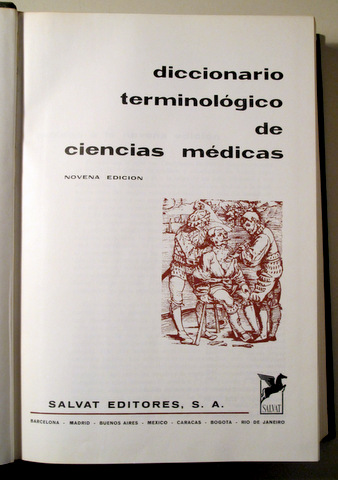 diccionario
terminológico
de
ciencias médicas
NOVENA EDICION
SALVAT
SALVAT EDITORES, S. A.
BARCELONA - MADRID - BUENOS AIRES - MEXICO - CARACAS - BOGOTA - RIO DE JANEIRO